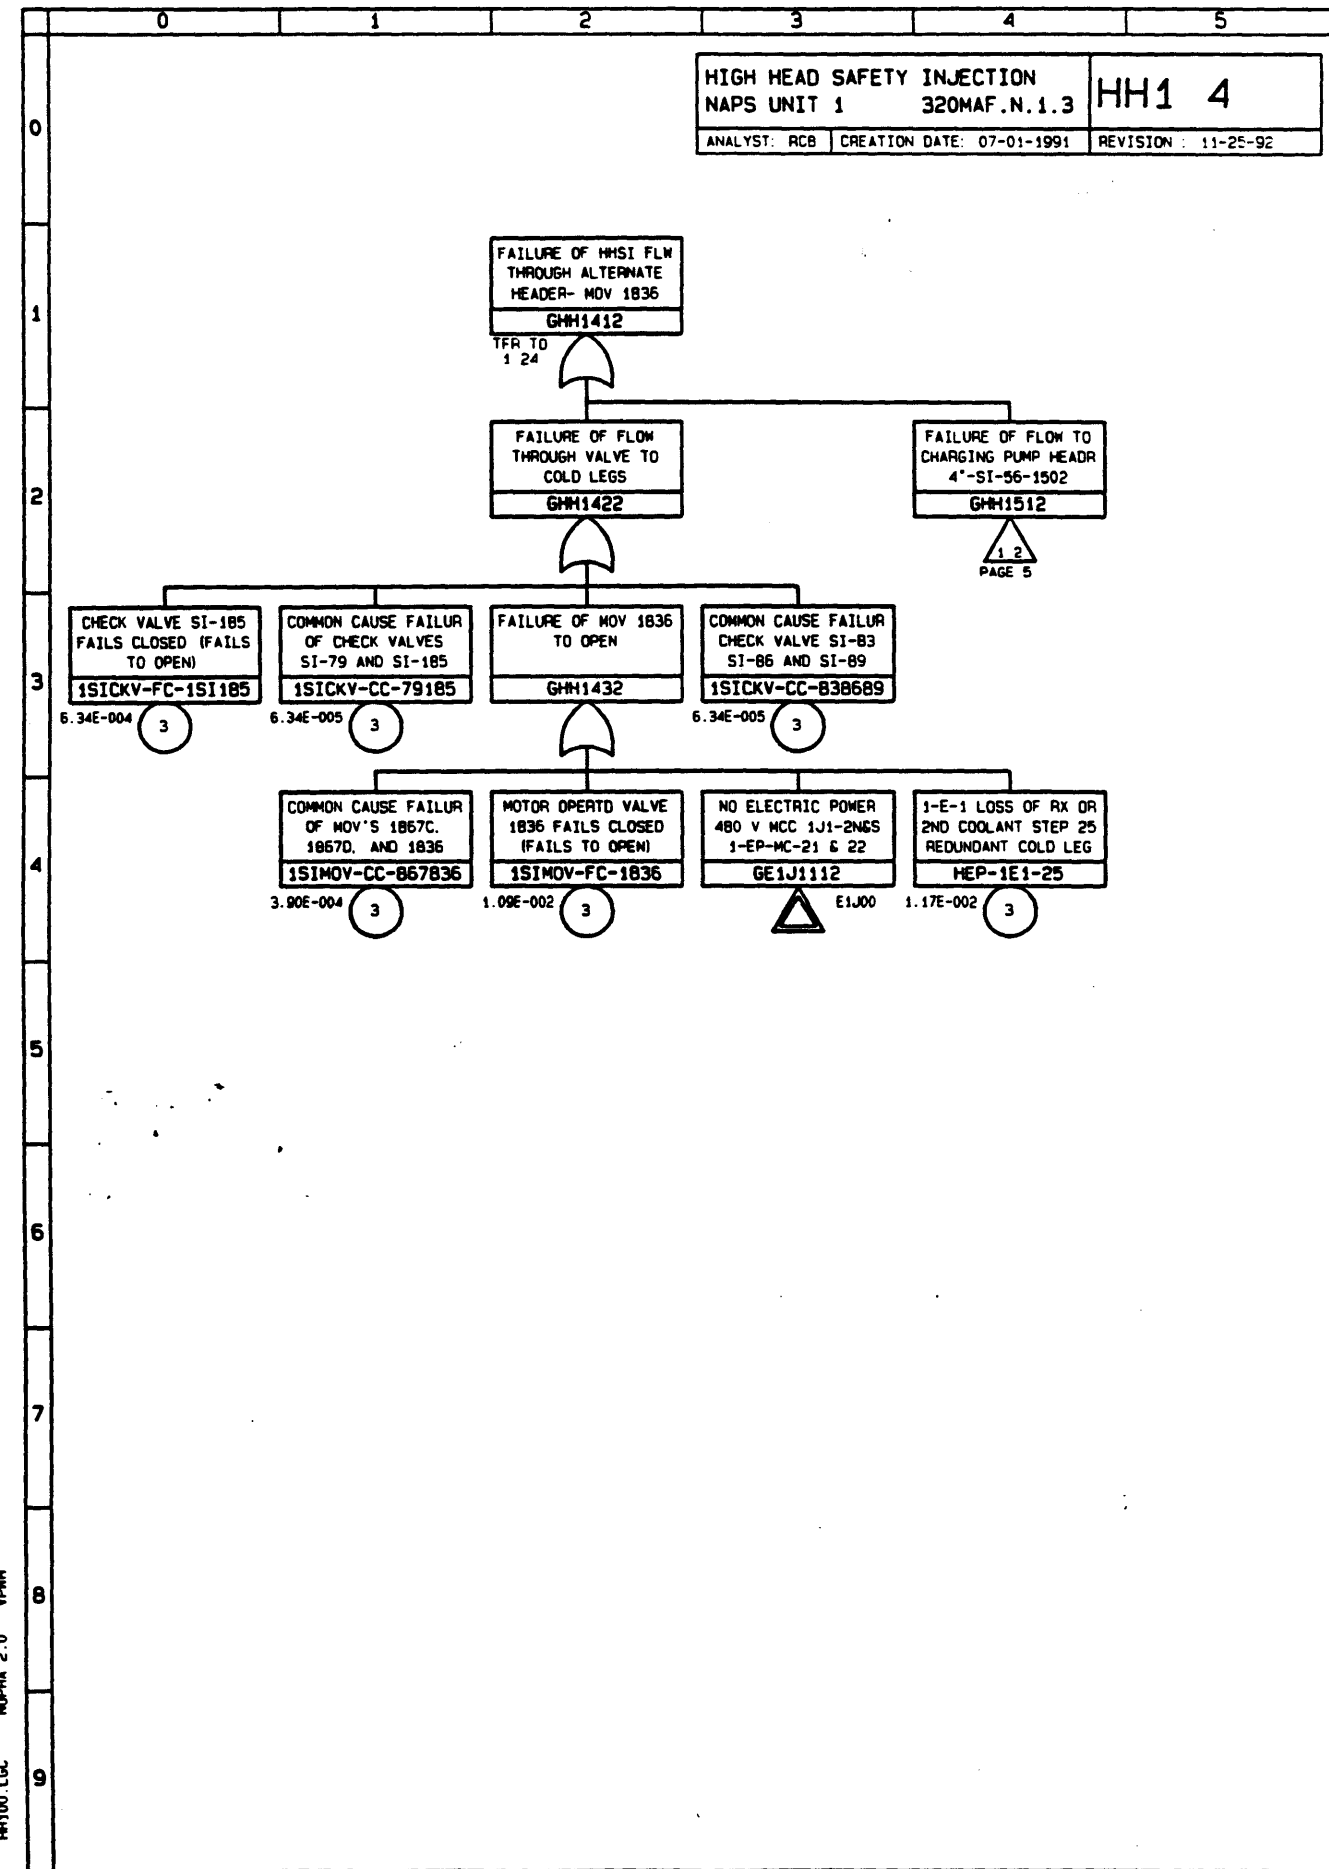 0 1 2 3 4 5
HIGH HEAD SAFETY INJECTION
NAPS UNIT 1 320MAF.N.1.3
HH1 4
ANALYST: RCB CREATION DATE: 07-01-1991 REVISION : 11-25-92
0
FAILURE OF HHSI FLW
THROUGH ALTERNATE
HEADER- MOV 1836
GHH1412
TFR TO
1 24
1
FAILURE OF FLOW
THROUGH VALVE TO
COLD LEGS
GHH1422
FAILURE OF FLOW TO
CHARGING PUMP HEADR
4"-SI-56-1502
GHH1512
1 2
PAGE 5
2
CHECK VALVE SI-185
FAILS CLOSED (FAILS
TO OPEN)
1SICKV-FC-1SI185
6.34E-004
3
COMMON CAUSE FAILUR
OF CHECK VALVES
SI-79 AND SI-185
1SICKV-CC-79185
6.34E-005
3
FAILURE OF MOV 1836
TO OPEN
GHH1432
COMMON CAUSE FAILUR
CHECK VALVE SI-83
SI-86 AND SI-89
1SICKV-CC-838689
6.34E-005
3
3
COMMON CAUSE FAILUR
OF MOV'S 1867C,
1867D, AND 1836
1SIMOV-CC-867836
3.90E-004
3
MOTOR OPERTD VALVE
1836 FAILS CLOSED
(FAILS TO OPEN)
1SIMOV-FC-1836
1.09E-002
3
NO ELECTRIC POWER
480 V MCC 1J1-2N&S
1-EP-MC-21 & 22
GE1J1112
E1J00
1-E-1 LOSS OF RX OR
2ND COOLANT STEP 25
REDUNDANT COLD LEG
HEP-1E1-25
1.17E-002
3
4
5
6
7
8
9
HH100.LGC NUPRA 2.0